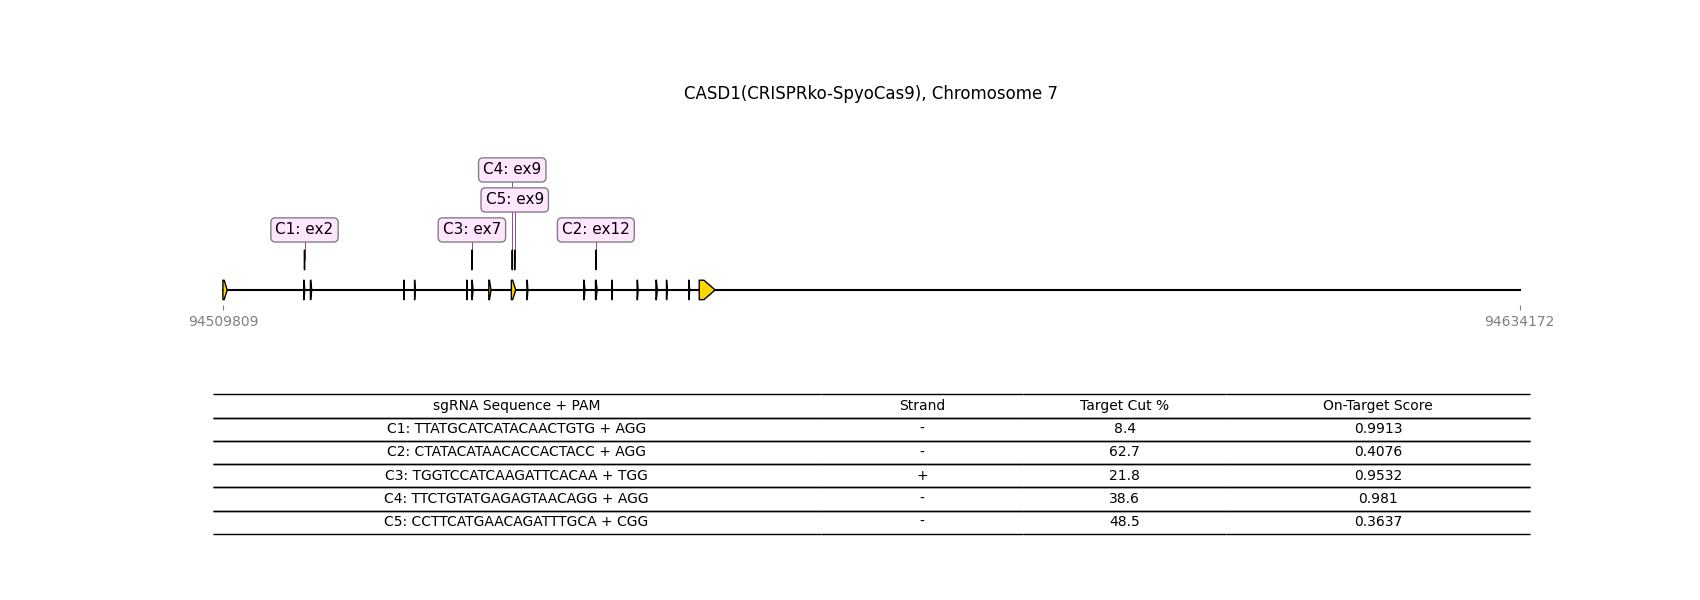 CASD1(CRISPRko-SpyoCas9), Chromosome 7
C4: ex9
C5: ex9
C1: ex2 C3: ex7 C2: ex12
94509809 94634172
sgRNA Sequence + PAM Strand Target Cut % On-Target Score
C1: TTATGCATCATACAACTGTG + AGG - 8.4 0.9913
C2: CTATACATAACACCACTACC + AGG - 62.7 0.4076
C3: TGGTCCATCAAGATTCACAA + TGG + 21.8 0.9532
C4: TTCTGTATGAGAGTAACAGG + AGG - 38.6 0.981
C5: CCTTCATGAACAGATTTGCA + CGG - 48.5 0.3637